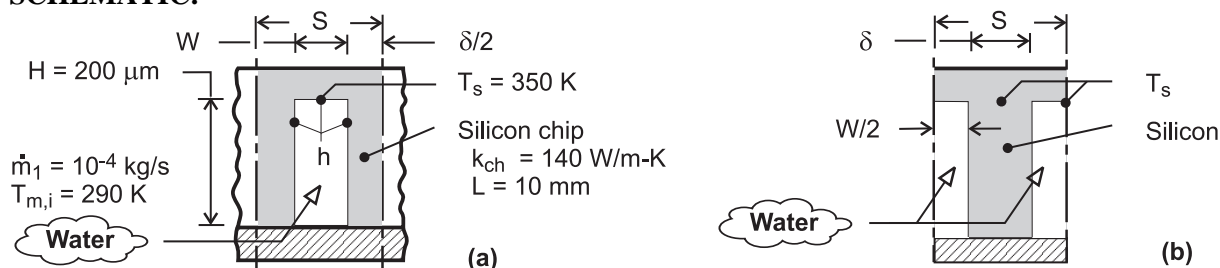 SCHEMATIC:
S
W
δ/2
H = 200 μm
T_s = 350 K
h
Silicon chip
k_ch = 140 W/m-K
L = 10 mm
ṁ_1 = 10^-4 kg/s
T_m,i = 290 K
Water
(a)
S
δ
T_s
W/2
Silicon
Water
(b)